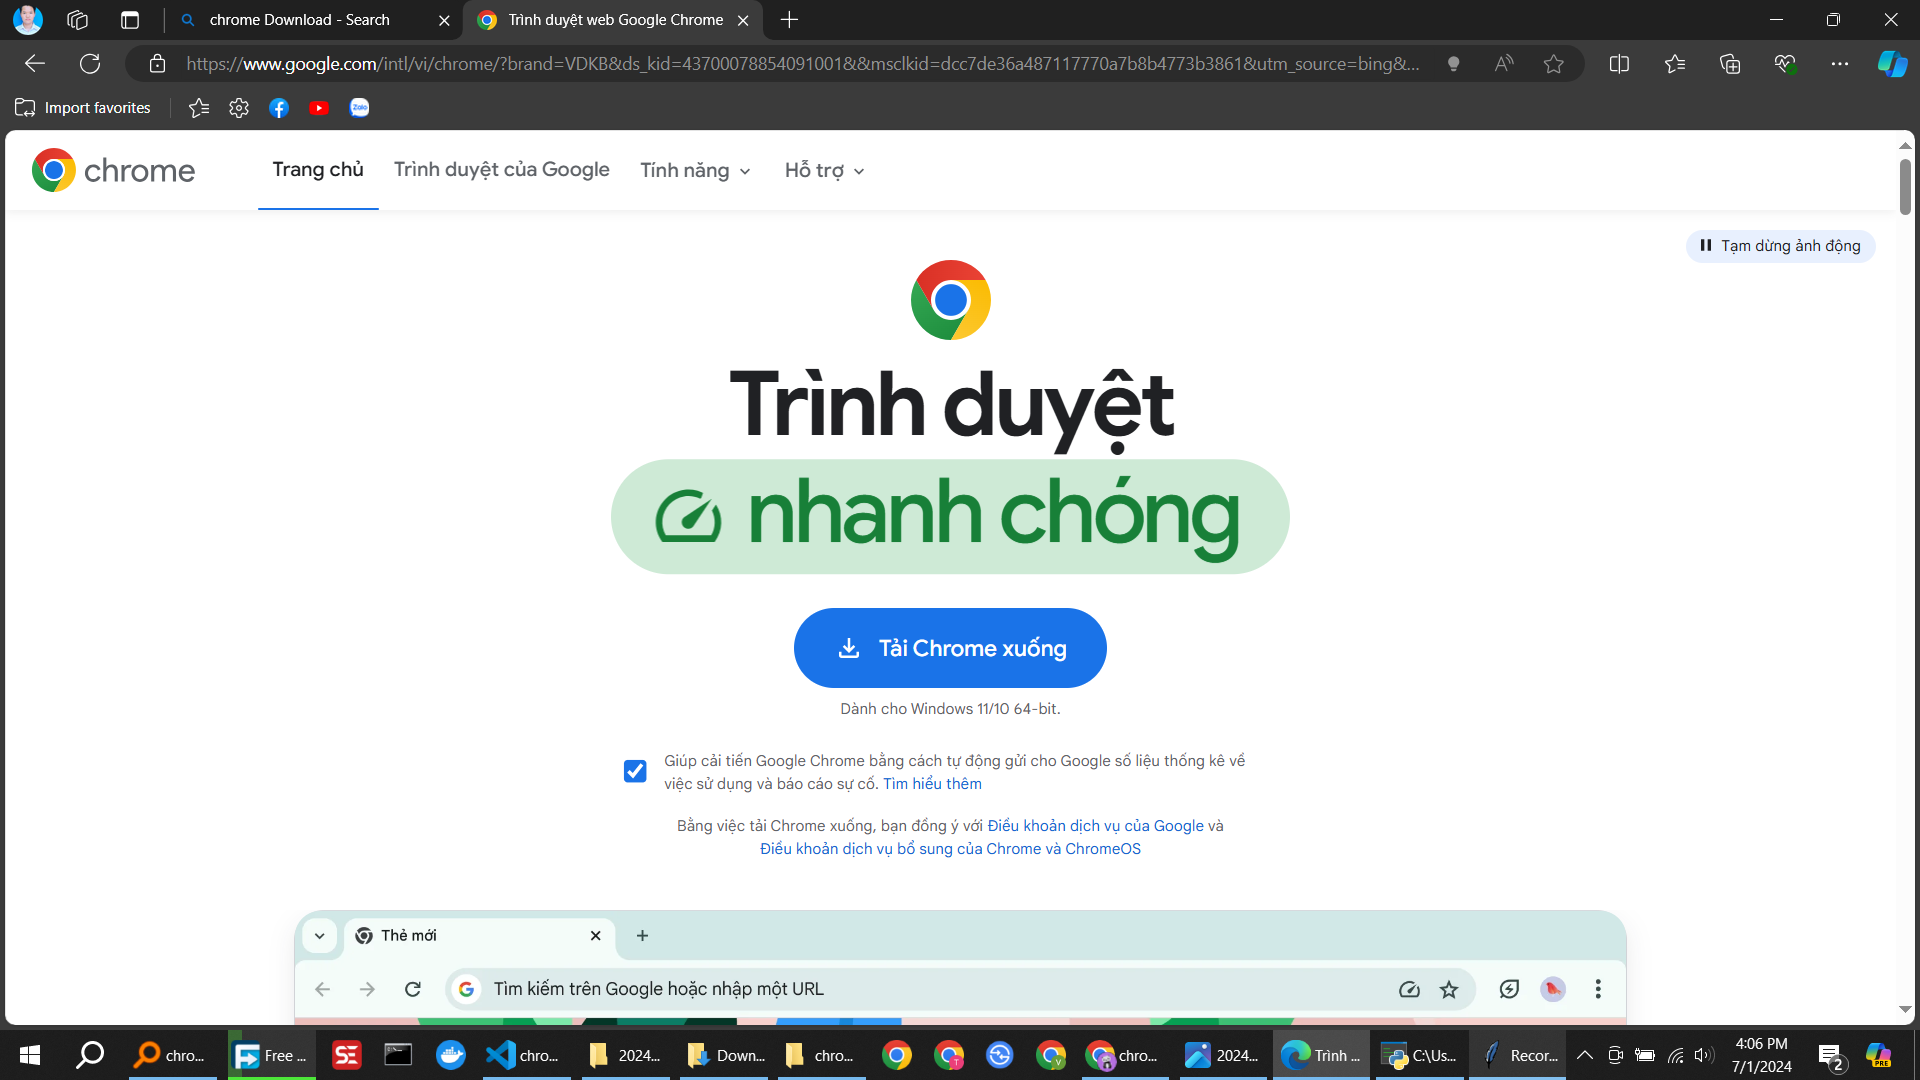 chrome Download - Search
Trình duyệt web Google Chrome
https://www.google.com/intl/vi/chrome/?brand=VDKB&ds_kid=43700078854091001&&msclkid=dcc7de36a487117770a7b8b4773b3861&utm_source=bing&...
Import favorites
Zalo
chrome
Trang chủ
Trình duyệt của Google
Tính năng
Hỗ trợ
Tạm dừng ảnh động
Trình duyệt
nhanh chóng
Tải Chrome xuống
Dành cho Windows 11/10 64-bit.
Giúp cải tiến Google Chrome bằng cách tự động gửi cho Google số liệu thống kê về
việc sử dụng và báo cáo sự cố. Tìm hiểu thêm
Bằng việc tải Chrome xuống, bạn đồng ý với Điều khoản dịch vụ của Google và
Điều khoản dịch vụ bổ sung của Chrome và ChromeOS
Thẻ mới
Tìm kiếm trên Google hoặc nhập một URL
chro...
Free ...
SE
chro...
2024...
Down...
chro...
T
V
chro...
2024...
Trình ...
C:\Us...
Recor...
4:06 PM
7/1/2024
2
PRE